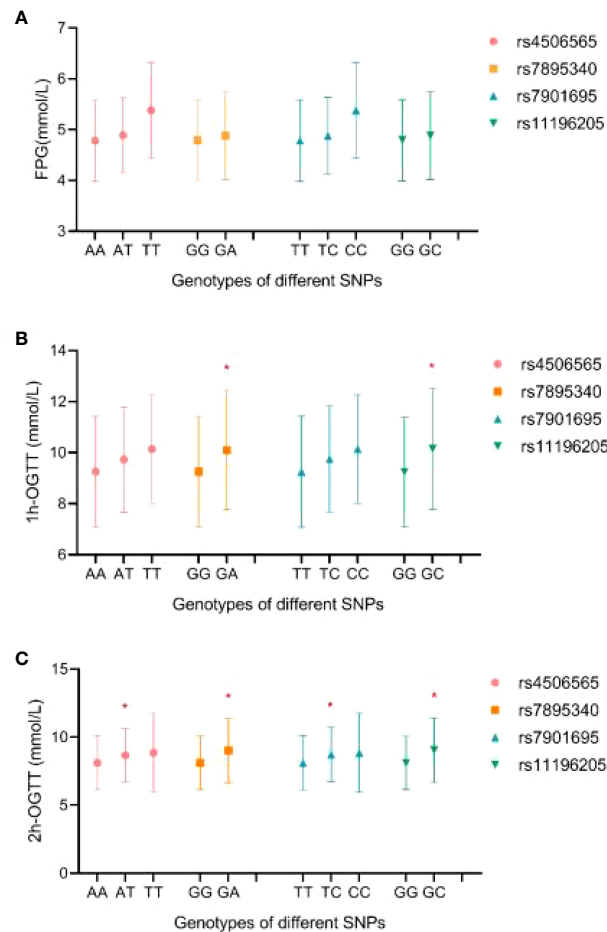 A
FPG(mmol/L)
7
6
5
4
3
AA AT TT GG GA TT TC CC GG GC
Genotypes of different SNPs
rs4506565
rs7895340
rs7901695
rs11196205
B
1h-OGTT (mmol/L)
14
12
10
8
6
* *
AA AT TT GG GA TT TC CC GG GC
Genotypes of different SNPs
rs4506565
rs7895340
rs7901695
rs11196205
C
2h-OGTT (mmol/L)
15
10
5
0
* * * *
AA AT TT GG GA TT TC CC GG GC
Genotypes of different SNPs
rs4506565
rs7895340
rs7901695
rs11196205